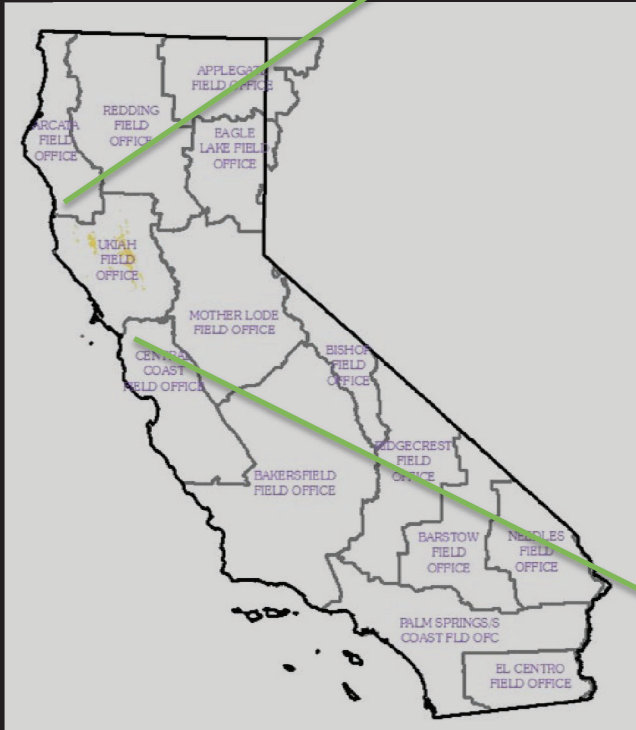 APPLEGATE
FIELD OFFICE
REDDING
FIELD
OFFICE
ARCATA
FIELD
OFFICE
EAGLE
LAKE FIELD
OFFICE
UKIAH
FIELD
OFFICE
MOTHER LODE
FIELD OFFICE
CENTRAL
COAST
FIELD OFFICE
BISHOP
FIELD
OFFICE
RIDGECREST
FIELD
OFFICE
BAKERSFIELD
FIELD OFFICE
BARSTOW
FIELD
OFFICE
NEEDLES
FIELD
OFFICE
PALM SPRINGS/S
COAST FLD OFC
EL CENTRO
FIELD OFFICE